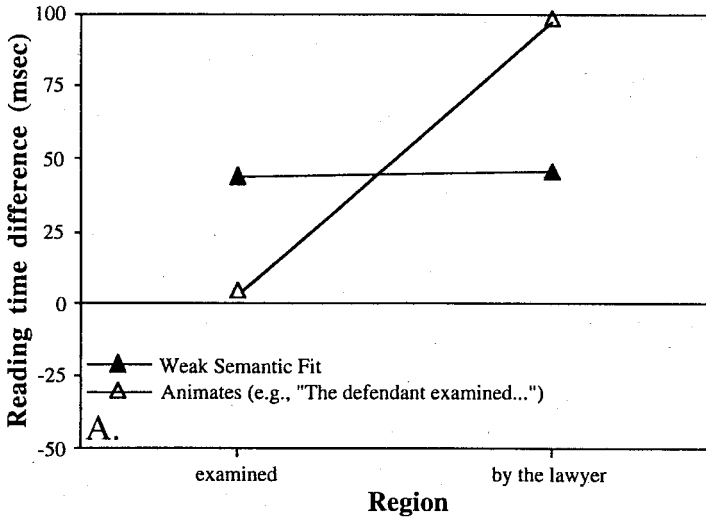 Reading time difference (msec)
100
75
50
25
0
-25
-50
Weak Semantic Fit
Animates (e.g., "The defendant examined...")
A.
examined
by the lawyer
Region